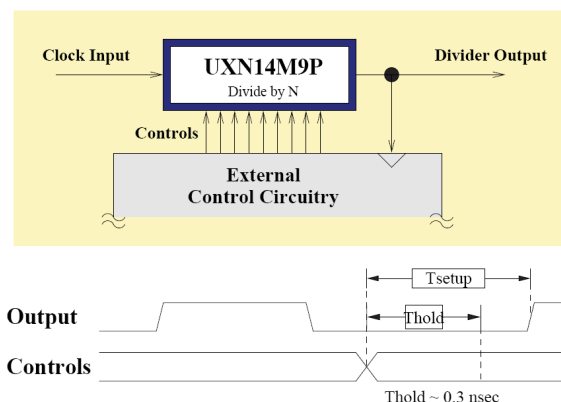 Clock Input
UXN14M9P
Divider Output
Divide by N
Controls
External
Control Circuitry
Tsetup
Output
Thold
Controls
Thold ~ 0.3 nsec